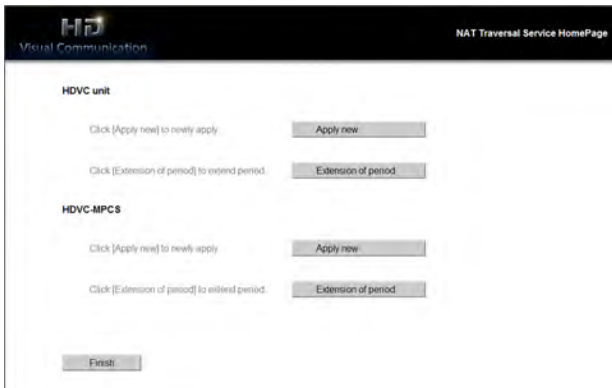 HD
Visual Communication
NAT Traversal Service HomePage
HDVC unit
Click [Apply new] to newly apply.
Apply new
Click [Extension of period] to extend period.
Extension of period
HDVC-MPCS
Click [Apply new] to newly apply.
Apply new
Click [Extension of period] to extend period.
Extension of period
Finish